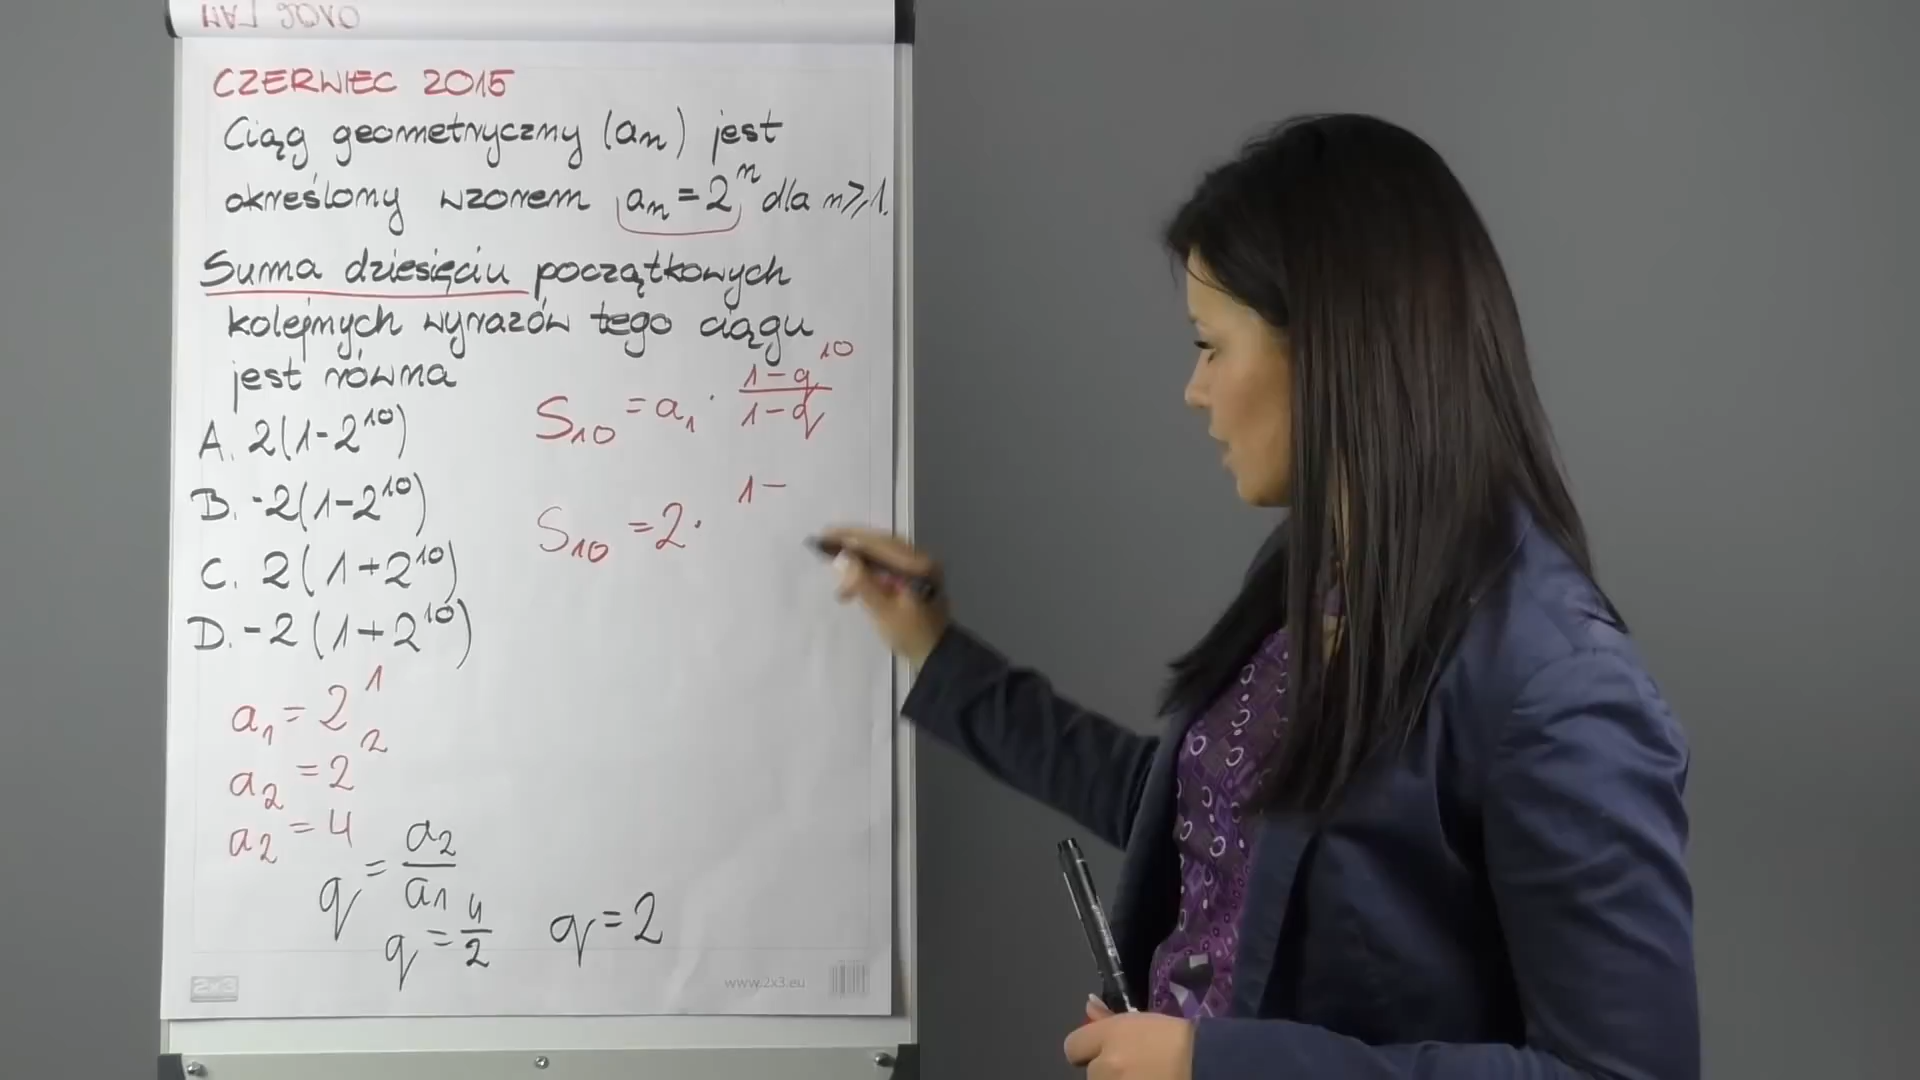 CZERWIEC 2015
Ciąg geometryczny (aₙ) jest
określony wzorem aₙ = 2ⁿ dla n ⩾ 1.
Suma dziesięciu początkowych
kolejnych wyrazów tego ciągu
jest równa
A. 2(1-2¹⁰)
B. -2(1-2¹⁰)
C. 2(1+2¹⁰)
D. -2(1+2¹⁰)
S₁₀ = a₁ · (1-q¹⁰)/(1-q)
S₁₀ = 2 · 1-
a₁ = 2¹
a₂ = 2²
a₂ = 4
q = a₂/a₁
q = 4/2
q = 2
2x3
www.2x3.eu